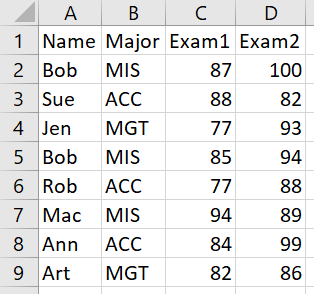 A B C D
1 Name Major Exam1 Exam2
2 Bob MIS 87 100
3 Sue ACC 88 82
4 Jen MGT 77 93
5 Bob MIS 85 94
6 Rob ACC 77 88
7 Mac MIS 94 89
8 Ann ACC 84 99
9 Art MGT 82 86